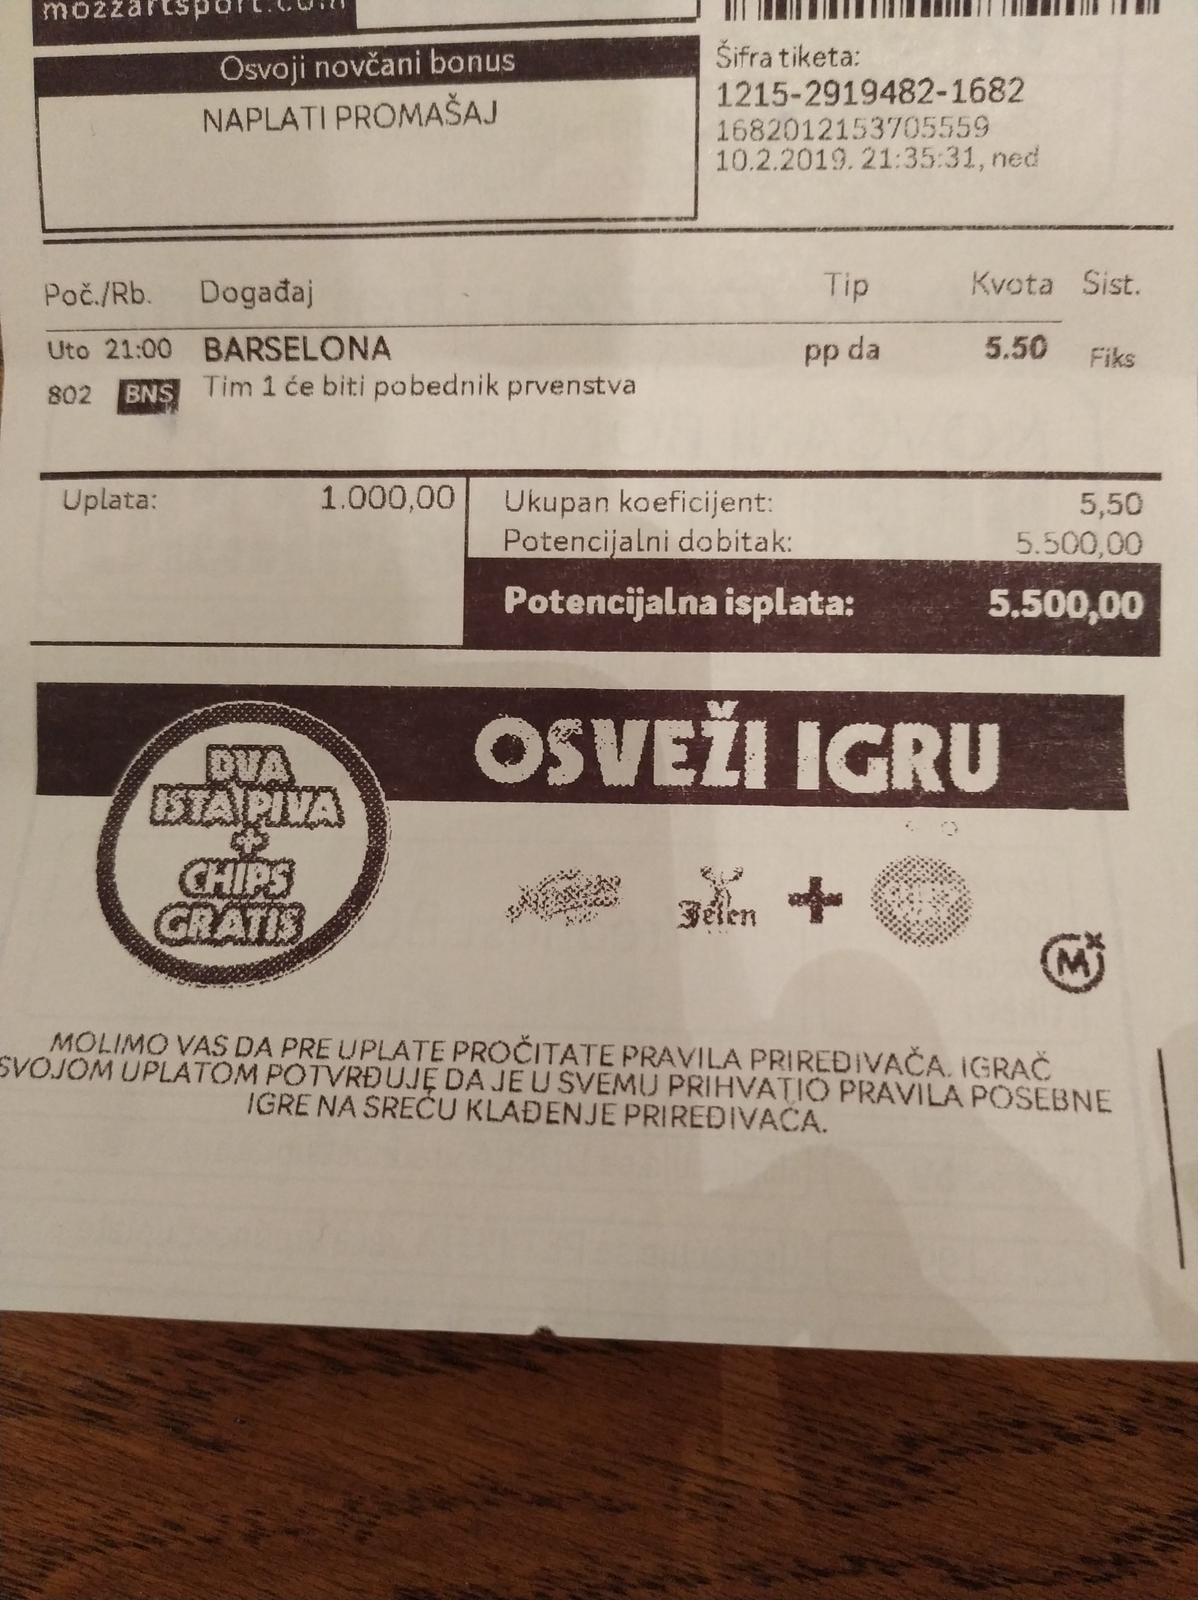 mozzartsport.com
Osvoji novčani bonus
NAPLATI PROMAŠAJ
Šifra tiketa:
1215-2919482-1682
1682012153705559
10.2.2019. 21:35:31, ned
Poč./Rb. Događaj Tip Kvota Sist.
Uto 21:00 BARSELONA pp da 5.50 Fiks
802 BNS Tim 1 će biti pobednik prvenstva
Uplata: 1.000,00
Ukupan koeficijent: 5,50
Potencijalni dobitak: 5.500,00
Potencijalna isplata: 5.500,00
OSVEŽI IGRU
DVA
ISTA PIVA
+
CHIPS
GRATIS
Jelen +
M
MOLIMO VAS DA PRE UPLATE PROČITATE PRAVILA PRIREĐIVAČA. IGRAČ
SVOJOM UPLATOM POTVRĐUJE DA JE U SVEMU PRIHVATIO PRAVILA POSEBNE
IGRE NA SREĆU KLAĐENJE PRIREĐIVAČA.